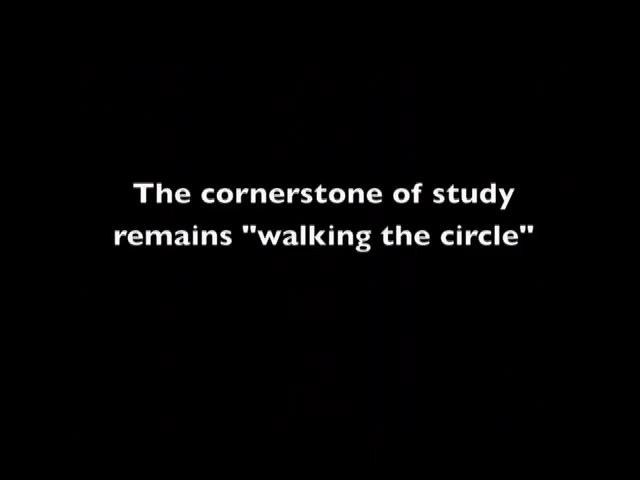 The cornerstone of study
remains "walking the circle"